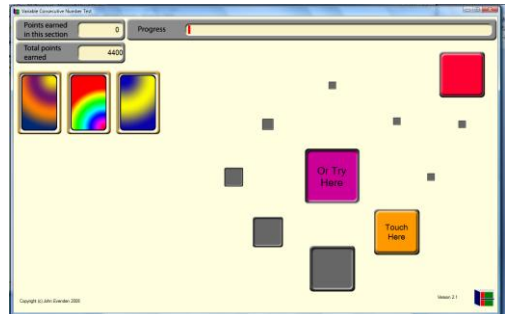 Variable Consecutive Number Test
Points earned
in this section
0
Progress
Total points
earned
4400
Or Try
Here
Touch
Here
Copyright (c) John Evenden 2005
Version 2.1